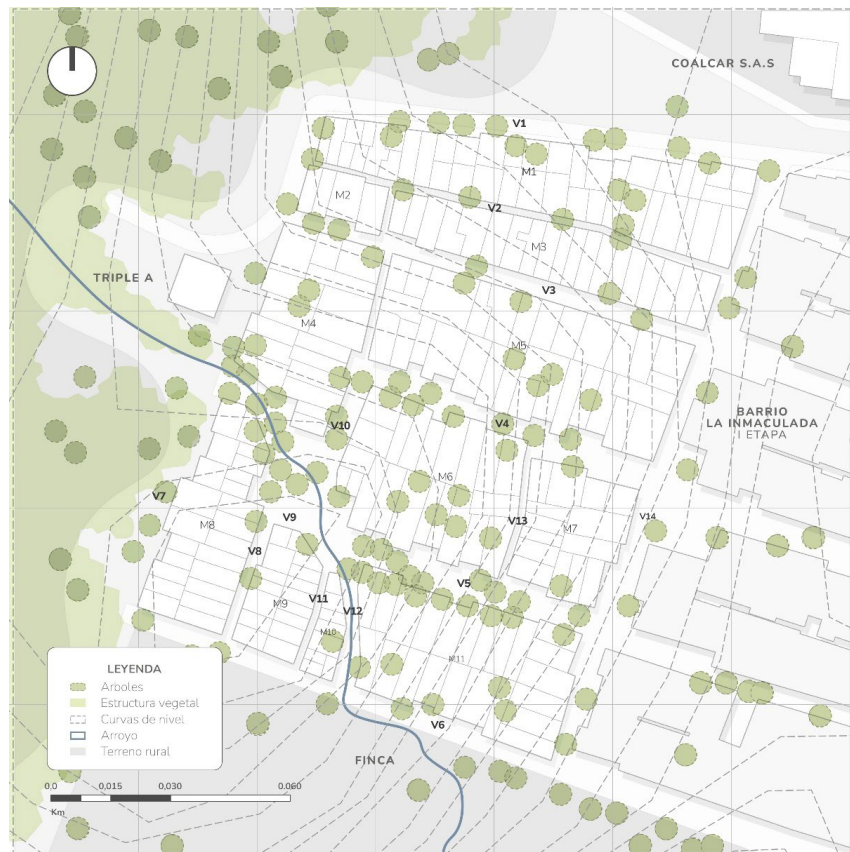 COALCAR S.A.S
V1
M1
M2
V2
M3
TRIPLE A
V3
M4
M5
BARRIO
LA INMACULADA
I ETAPA
V10
V4
M6
V7
V9
V13
V14
M8
M7
V8
V5
V11
V12
M9
M10
M11
V6
FINCA
LEYENDA
Arboles
Estructura vegetal
Curvas de nivel
Arroyo
Terreno rural
0.0 0,015 0,030 0.060
Km